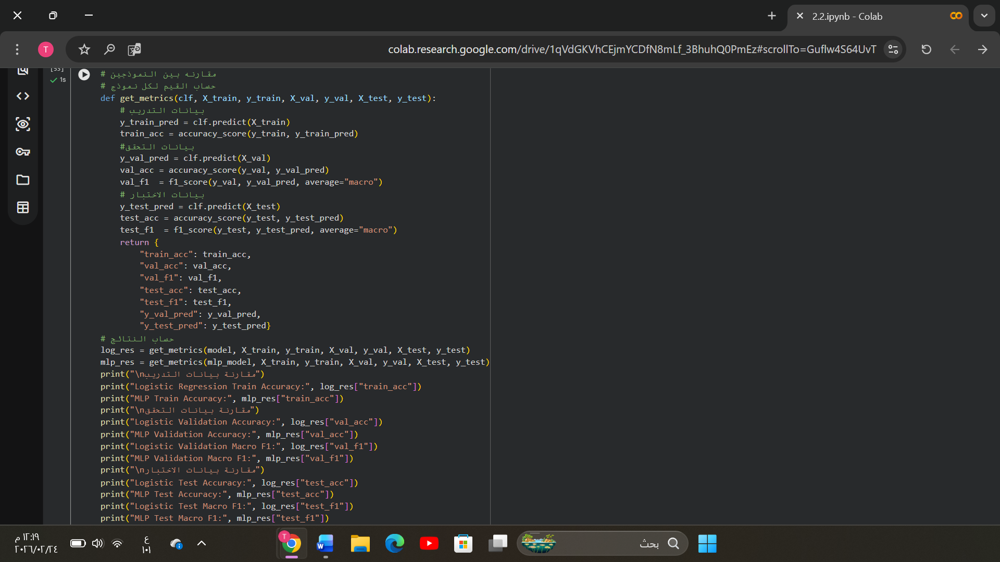 2.2.ipynb - Colab
T
colab.research.google.com/drive/1qVdGKVhCEjmYCDfN8mLf_3BhuhQ0PmEz#scrollTo=Guflw4S64UvT
[53]
1s
# مقارنه بين النموذجين
# حساب القيم لكل نموذج
def get_metrics(clf, X_train, y_train, X_val, y_val, X_test, y_test):
    # بيانات التدريب
    y_train_pred = clf.predict(X_train)
    train_acc = accuracy_score(y_train, y_train_pred)
    #بيانات التحقق
    y_val_pred = clf.predict(X_val)
    val_acc = accuracy_score(y_val, y_val_pred)
    val_f1  = f1_score(y_val, y_val_pred, average="macro")
    # بيانات الاختبار
    y_test_pred = clf.predict(X_test)
    test_acc = accuracy_score(y_test, y_test_pred)
    test_f1  = f1_score(y_test, y_test_pred, average="macro")
    return {
        "train_acc": train_acc,
        "val_acc": val_acc,
        "val_f1": val_f1,
        "test_acc": test_acc,
        "test_f1": test_f1,
        "y_val_pred": y_val_pred,
        "y_test_pred": y_test_pred}
# حساب النتائج
log_res = get_metrics(model, X_train, y_train, X_val, y_val, X_test, y_test)
mlp_res = get_metrics(mlp_model, X_train, y_train, X_val, y_val, X_test, y_test)
print("\nمقارنة بيانات التدريب")
print("Logistic Regression Train Accuracy:", log_res["train_acc"])
print("MLP Train Accuracy:", mlp_res["train_acc"])
print("\nمقارنة بيانات التحقق")
print("Logistic Validation Accuracy:", log_res["val_acc"])
print("MLP Validation Accuracy:", mlp_res["val_acc"])
print("Logistic Validation Macro F1:", log_res["val_f1"])
print("MLP Validation Macro F1:", mlp_res["val_f1"])
print("\nمقارنة بيانات الاختبار")
print("Logistic Test Accuracy:", log_res["test_acc"])
print("MLP Test Accuracy:", mlp_res["test_acc"])
print("Logistic Test Macro F1:", log_res["test_f1"])
print("MLP Test Macro F1:", mlp_res["test_f1"])
بحث
ع
١٠١
١٢:١٩ م
٢٠٢٦/٠٢/٢٤